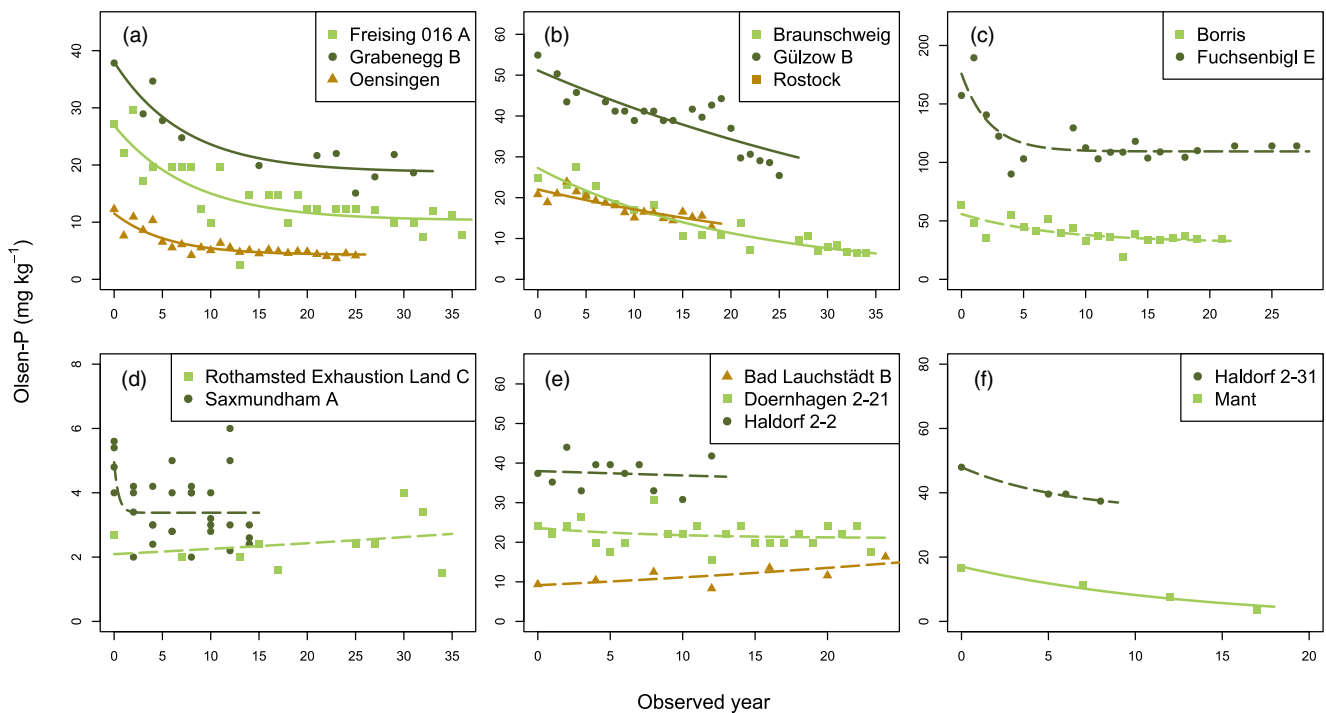 (a)
Freising 016 A
Grabenegg B
Oensingen
0 10 20 30 40
0 5 10 15 20 25 30 35
(b)
Braunschweig
Gülzow B
Rostock
0 10 20 30 40 50 60
0 5 10 15 20 25 30 35
(c)
Borris
Fuchsenbigl E
0 50 100 150 200
0 5 10 15 20 25
Olsen-P (mg kg⁻¹)
(d)
Rothamsted Exhaustion Land C
Saxmundham A
0 2 4 6 8
0 5 10 15 20 25 30 35
(e)
Bad Lauchstädt B
Doernhagen 2-21
Haldorf 2-2
0 10 20 30 40 50 60
0 5 10 15 20
(f)
Haldorf 2-31
Mant
0 20 40 60 80
0 5 10 15 20
Observed year